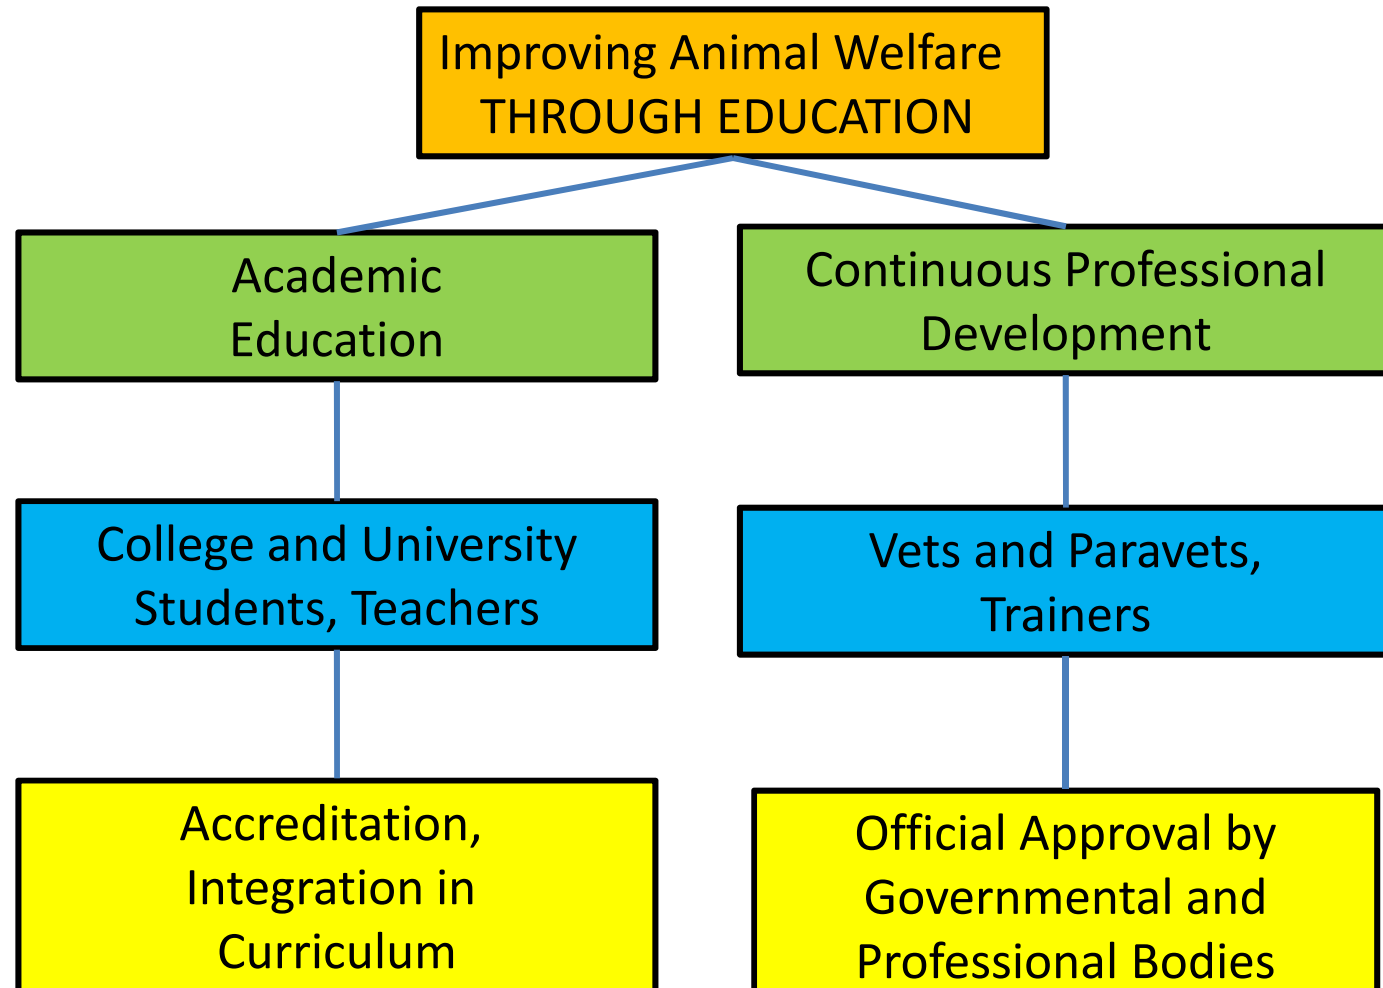 Improving Animal Welfare
THROUGH EDUCATION
Academic
Education
Continuous Professional
Development
College and University
Students, Teachers
Vets and Paravets,
Trainers
Accreditation,
Integration in
Curriculum
Official Approval by
Governmental and
Professional Bodies